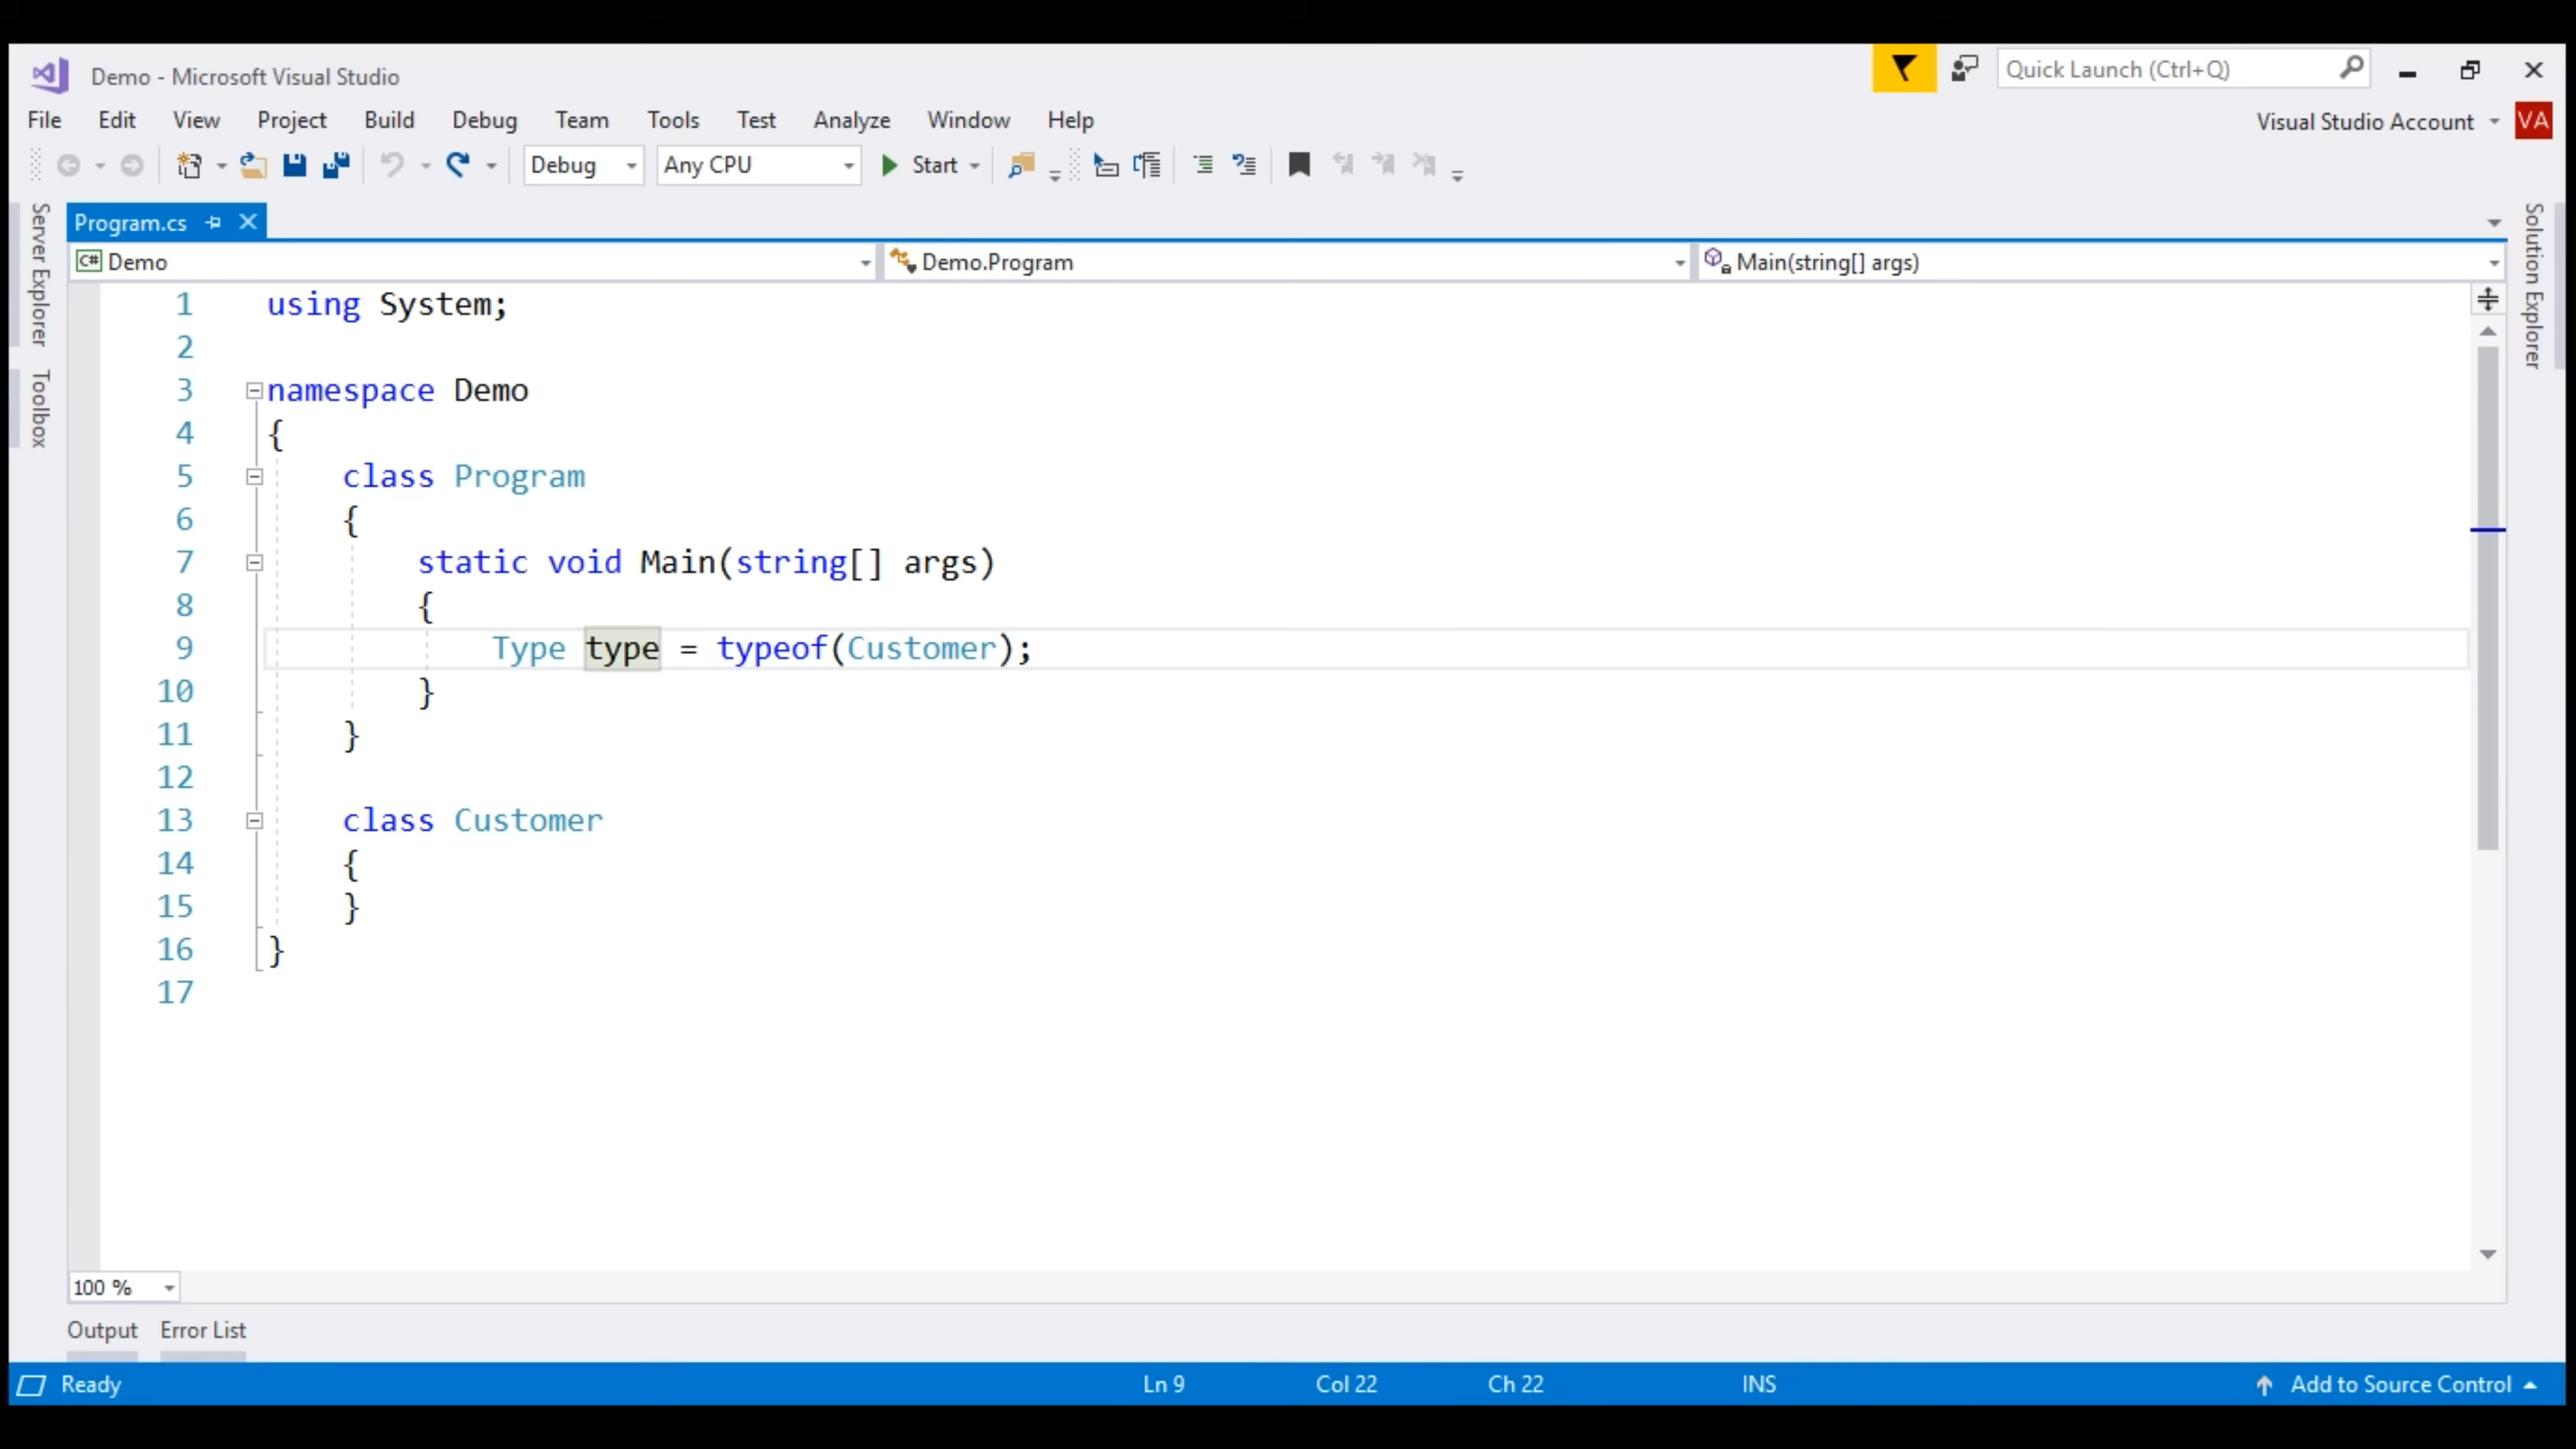 Demo - Microsoft Visual Studio
Quick Launch (Ctrl+Q)
File Edit View Project Build Debug Team Tools Test Analyze Window Help
Visual Studio Account VA
Debug Any CPU Start
Server Explorer
Toolbox
Solution Explorer
Program.cs
C# Demo Demo.Program Main(string[] args)
1 using System;
2
3 namespace Demo
4 {
5 class Program
6 {
7 static void Main(string[] args)
8 {
9 Type type = typeof(Customer);
10 }
11 }
12
13 class Customer
14 {
15 }
16 }
17
100 %
Output Error List
Ready Ln 9 Col 22 Ch 22 INS Add to Source Control